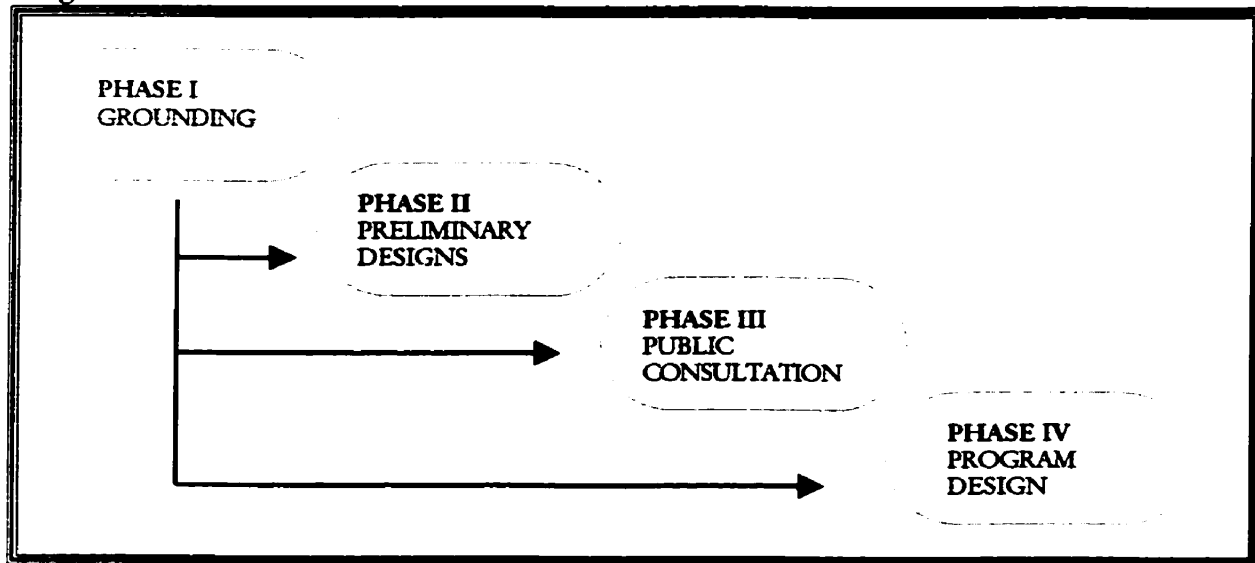 PHASE I
GROUNDING
PHASE II
PRELIMINARY
DESIGNS
PHASE III
PUBLIC
CONSULTATION
PHASE IV
PROGRAM
DESIGN